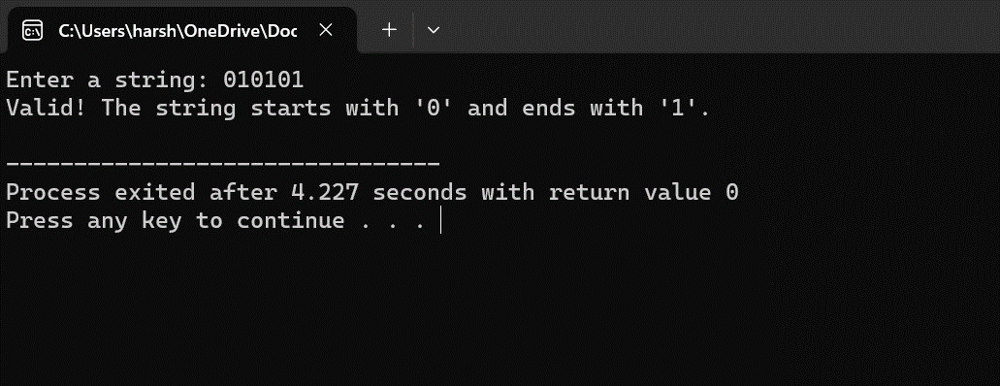 C:\Users\harsh\OneDrive\Doc
Enter a string: 010101
Valid! The string starts with '0' and ends with '1'.
--------------------------------
Process exited after 4.227 seconds with return value 0
Press any key to continue . . .